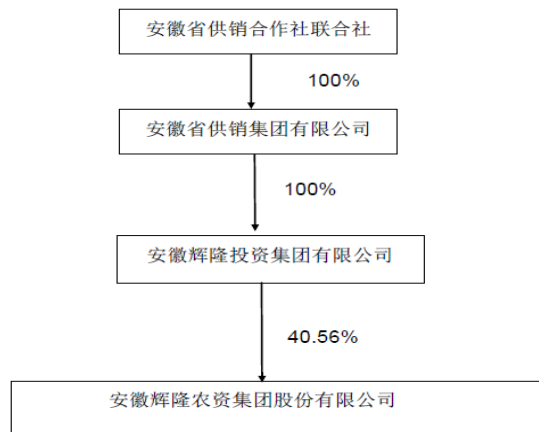 安徽省供销合作社联合社
100%
安徽省供销集团有限公司
100%
安徽辉隆投资集团有限公司
40.56%
安徽辉隆农资集团股份有限公司